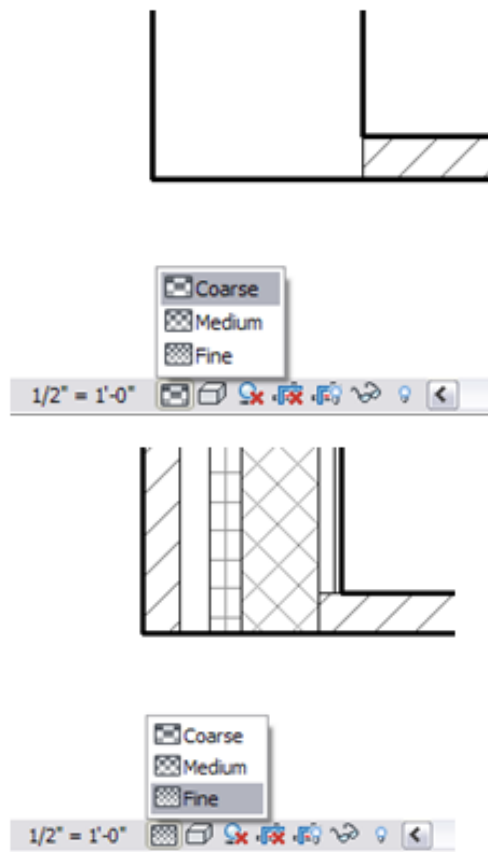 Coarse
Medium
Fine
1/2" = 1'-0"
Coarse
Medium
Fine
1/2" = 1'-0"